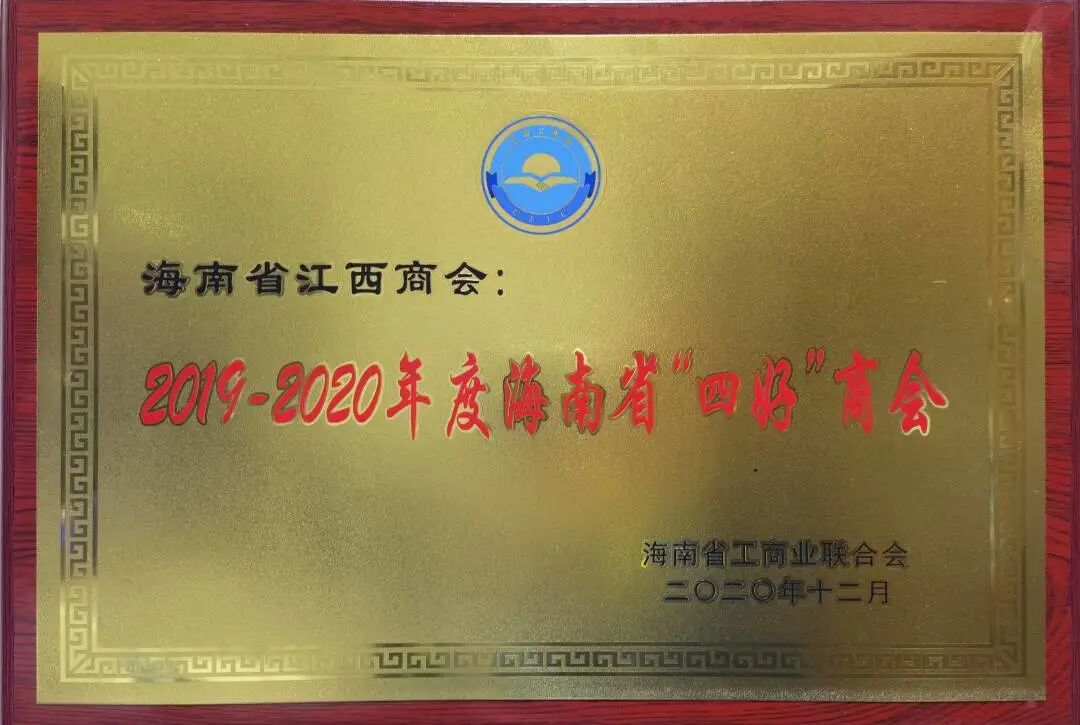 海南省江西商会：
2019-2020年度海南省“四好”商会
海南省工商业联合会
二〇二〇年十二月